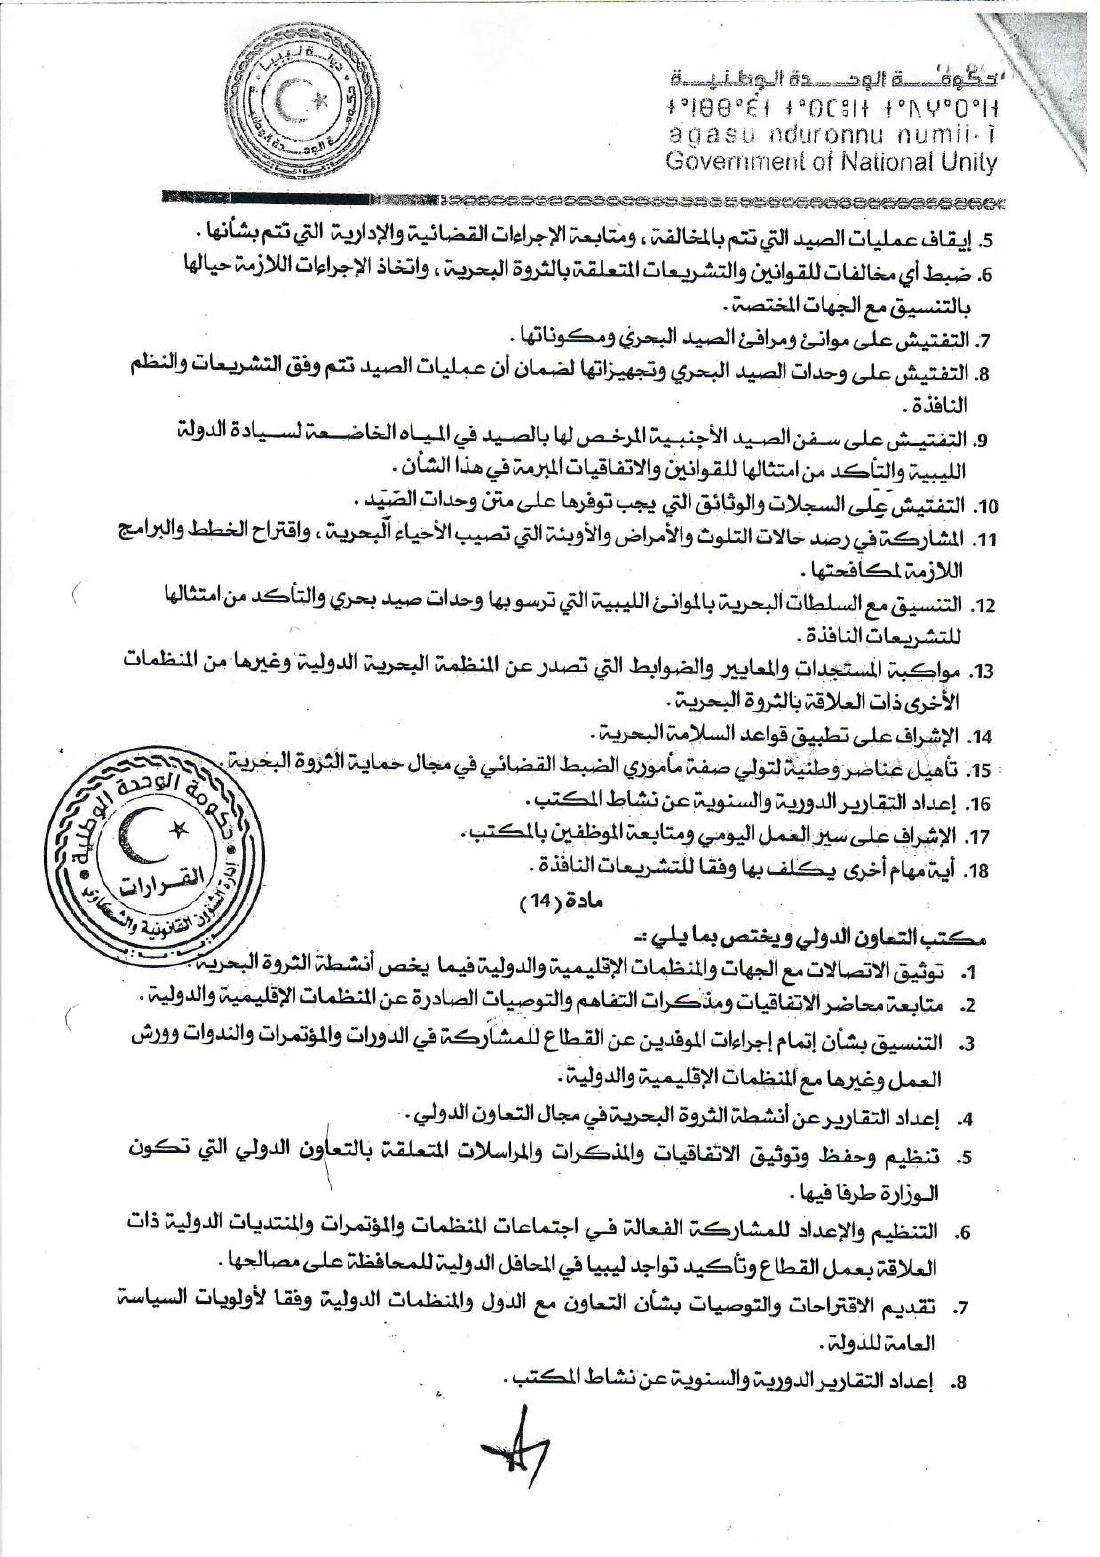 دولة ليبيا
حكومة الوحدة الوطنية
حكومة الوحدة الوطنية
agasu nduronnu numii
Government of National Unity
5. إيقاف عمليات الصيد التي تتم بالمخالفة ، ومتابعة الإجراءات القضائية والإدارية التي تتم بشأنها .
6. ضبط أي مخالفات للقوانين والتشريعات المتعلقة بالثروة البحرية ، واتخاذ الإجراءات اللازمة حيالها
بالتنسيق مع الجهات المختصة .
7. التفتيش على موانئ ومرافئ الصيد البحري ومكوناتها .
8. التفتيش على وحدات الصيد البحري وتجهيزاتها لضمان أن عمليات الصيد تتم وفق التشريعات والنظم
النافذة .
9. التفتيش على سفن الصيد الأجنبية المرخص لها بالصيد في المياه الخاضعة لسيادة الدولة
الليبية والتأكد من امتثالها للقوانين والاتفاقيات المبرمة في هذا الشأن .
10. التفتيش على السجلات والوثائق التي يجب توفرها على متن وحدات الصيد .
11. المشاركة في رصد حالات التلوث والأمراض والأوبئة التي تصيب الأحياء البحرية ، واقتراح الخطط والبرامج
اللازمة لمكافحتها .
12. التنسيق مع السلطات البحرية بالموانئ الليبية التي ترسو بها وحدات صيد بحري والتأكد من امتثالها
للتشريعات النافذة .
13. مواكبة المستجدات والمعايير والضوابط التي تصدر عن المنظمة البحرية الدولية وغيرها من المنظمات
الأخرى ذات العلاقة بالثروة البحرية .
14. الإشراف على تطبيق قواعد السلامة البحرية .
15. تأهيل عناصر وطنية لتولي صفة مأموري الضبط القضائي في مجال حماية الثروة البحرية .
16. إعداد التقارير الدورية والسنوية عن نشاط المكتب .
17. الإشراف على سير العمل اليومي ومتابعة الموظفين بالمكتب .
18. أية مهام أخرى يكلف بها وفقا للتشريعات النافذة .
حكومة الوحدة الوطنية
القرارات
إدارة الشؤون القانونية والشكاوى
مادة (14)
مكتب التعاون الدولي ويختص بما يلي :-
1. توثيق الاتصالات مع الجهات والمنظمات الإقليمية والدولية فيما يخص أنشطة الثروة البحرية .
2. متابعة محاضر الاتفاقيات ومذكرات التفاهم والتوصيات الصادرة عن المنظمات الإقليمية والدولية .
3. التنسيق بشأن إتمام إجراءات الموفدين عن القطاع للمشاركة في الدورات والمؤتمرات والندوات وورش
العمل وغيرها مع المنظمات الإقليمية والدولية .
4. إعداد التقارير عن أنشطة الثروة البحرية في مجال التعاون الدولي .
5. تنظيم وحفظ وتوثيق الاتفاقيات والمذكرات والمراسلات المتعلقة بالتعاون الدولي التي تكون
الوزارة طرفا فيها .
6. التنظيم والإعداد للمشاركة الفعالة في اجتماعات المنظمات والمؤتمرات والمنتديات الدولية ذات
العلاقة بعمل القطاع وتأكيد تواجد ليبيا في المحافل الدولية للمحافظة على مصالحها .
7. تقديم الاقتراحات والتوصيات بشأن التعاون مع الدول والمنظمات الدولية وفقا لأولويات السياسة
العامة للدولة .
8. إعداد التقارير الدورية والسنوية عن نشاط المكتب .